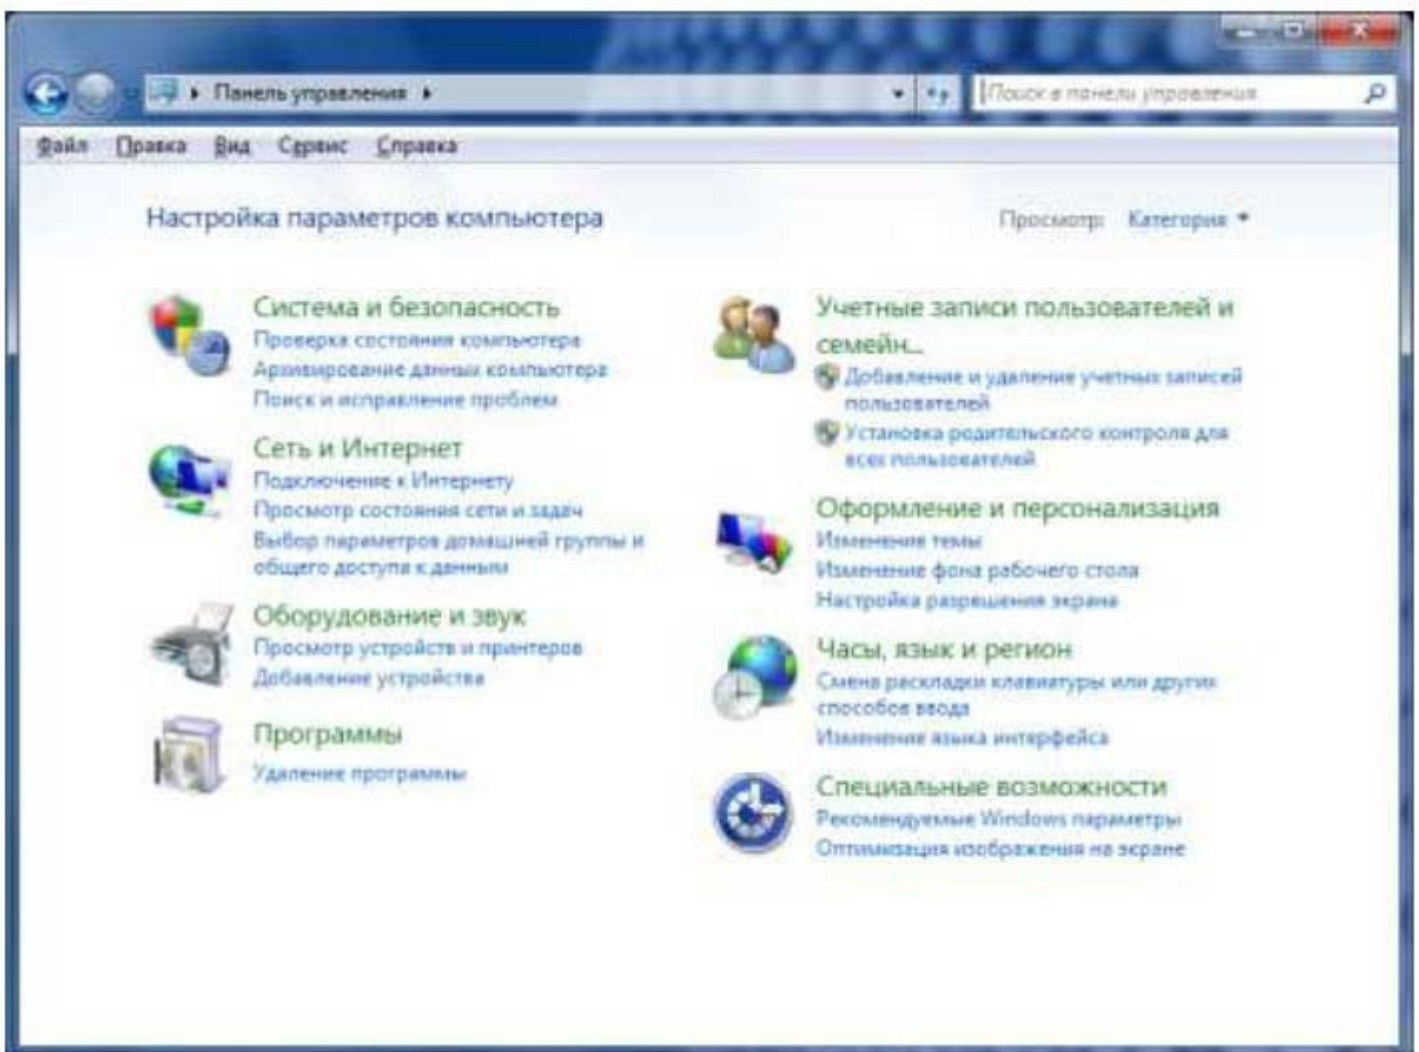 Панель управления
Поиск в панели управления
Файл Правка Вид Сервис Справка
Настройка параметров компьютера
Просмотр: Категория
Система и безопасность
Проверка состояния компьютера
Архивирование данных компьютера
Поиск и исправление проблем
Сеть и Интернет
Подключение к Интернету
Просмотр состояния сети и задач
Выбор параметров домашней группы и
общего доступа к данным
Оборудование и звук
Просмотр устройств и принтеров
Добавление устройства
Программы
Удаление программы
Учетные записи пользователей и
семейн...
Добавление и удаление учетных записей
пользователей
Установка родительского контроля для
всех пользователей
Оформление и персонализация
Изменение темы
Изменение фона рабочего стола
Настройка разрешения экрана
Часы, язык и регион
Смена раскладки клавиатуры или других
способов ввода
Изменение языка интерфейса
Специальные возможности
Рекомендуемые Windows параметры
Оптимизация изображения на экране